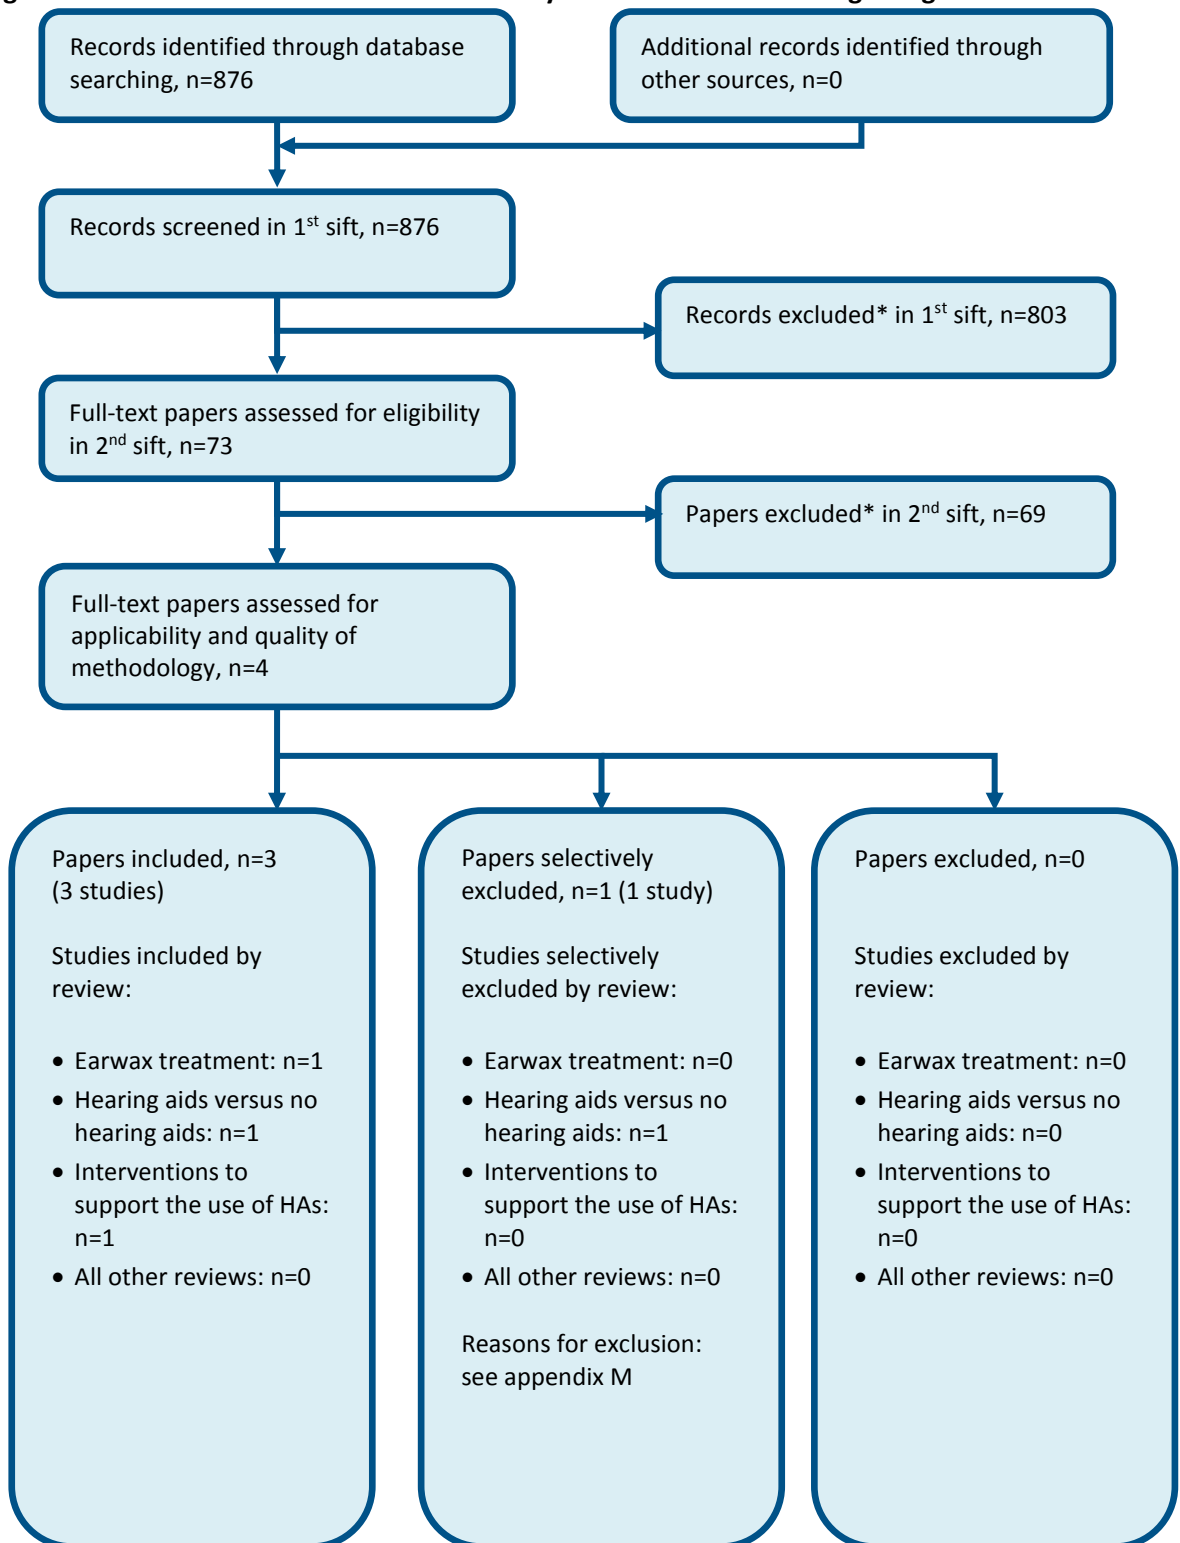 Records identified through database
searching, n=876
Additional records identified through
other sources, n=0
Records screened in 1st sift, n=876
Records excluded* in 1st sift, n=803
Full-text papers assessed for eligibility
in 2nd sift, n=73
Papers excluded* in 2nd sift, n=69
Full-text papers assessed for
applicability and quality of
methodology, n=4
Papers included, n=3
(3 studies)
Studies included by
review:
• Earwax treatment: n=1
• Hearing aids versus no
hearing aids: n=1
• Interventions to
support the use of HAs:
n=1
• All other reviews: n=0
Papers selectively
excluded, n=1 (1 study)
Studies selectively
excluded by review:
• Earwax treatment: n=0
• Hearing aids versus no
hearing aids: n=1
• Interventions to
support the use of HAs:
n=0
• All other reviews: n=0
Reasons for exclusion:
see appendix M
Papers excluded, n=0
Studies excluded by
review:
• Earwax treatment: n=0
• Hearing aids versus no
hearing aids: n=0
• Interventions to
support the use of HAs:
n=0
• All other reviews: n=0